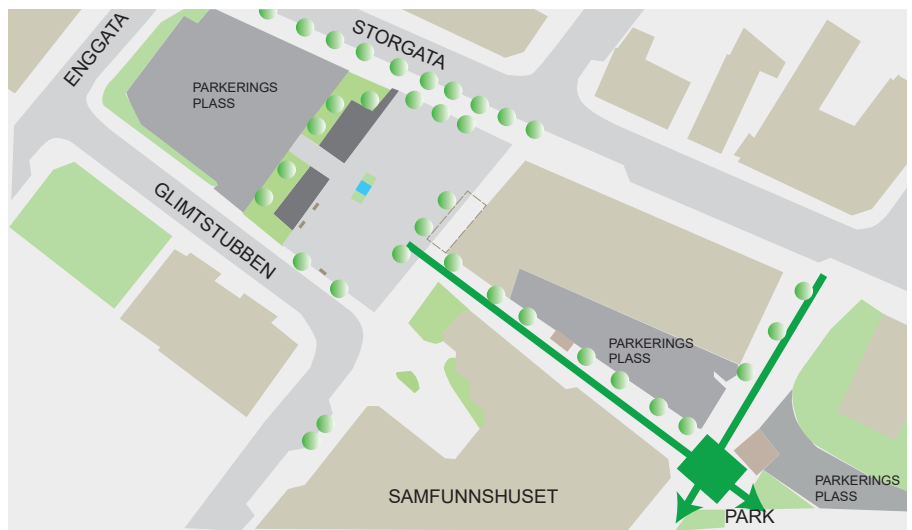 STORGATA
ENGGATA
PARKERINGS
PLASS
GLIMTSTUBBEN
PARKERINGS
PLASS
PARKERINGS
PLASS
SAMFUNNSHUSET
PARK